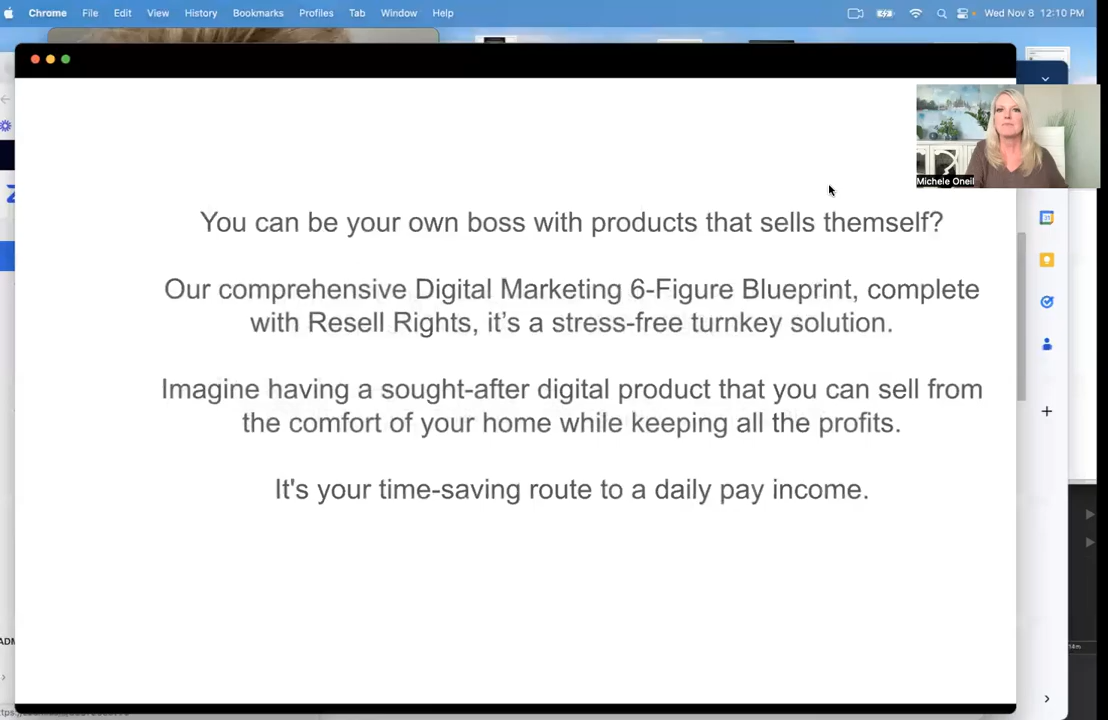 Chrome File Edit View History Bookmarks Profiles Tab Window Help Wed Nov 8 12:10 PM
Michele Oneil
You can be your own boss with products that sells themself?
Our comprehensive Digital Marketing 6-Figure Blueprint, complete
with Resell Rights, it’s a stress-free turnkey solution.
Imagine having a sought-after digital product that you can sell from
the comfort of your home while keeping all the profits.
It's your time-saving route to a daily pay income.